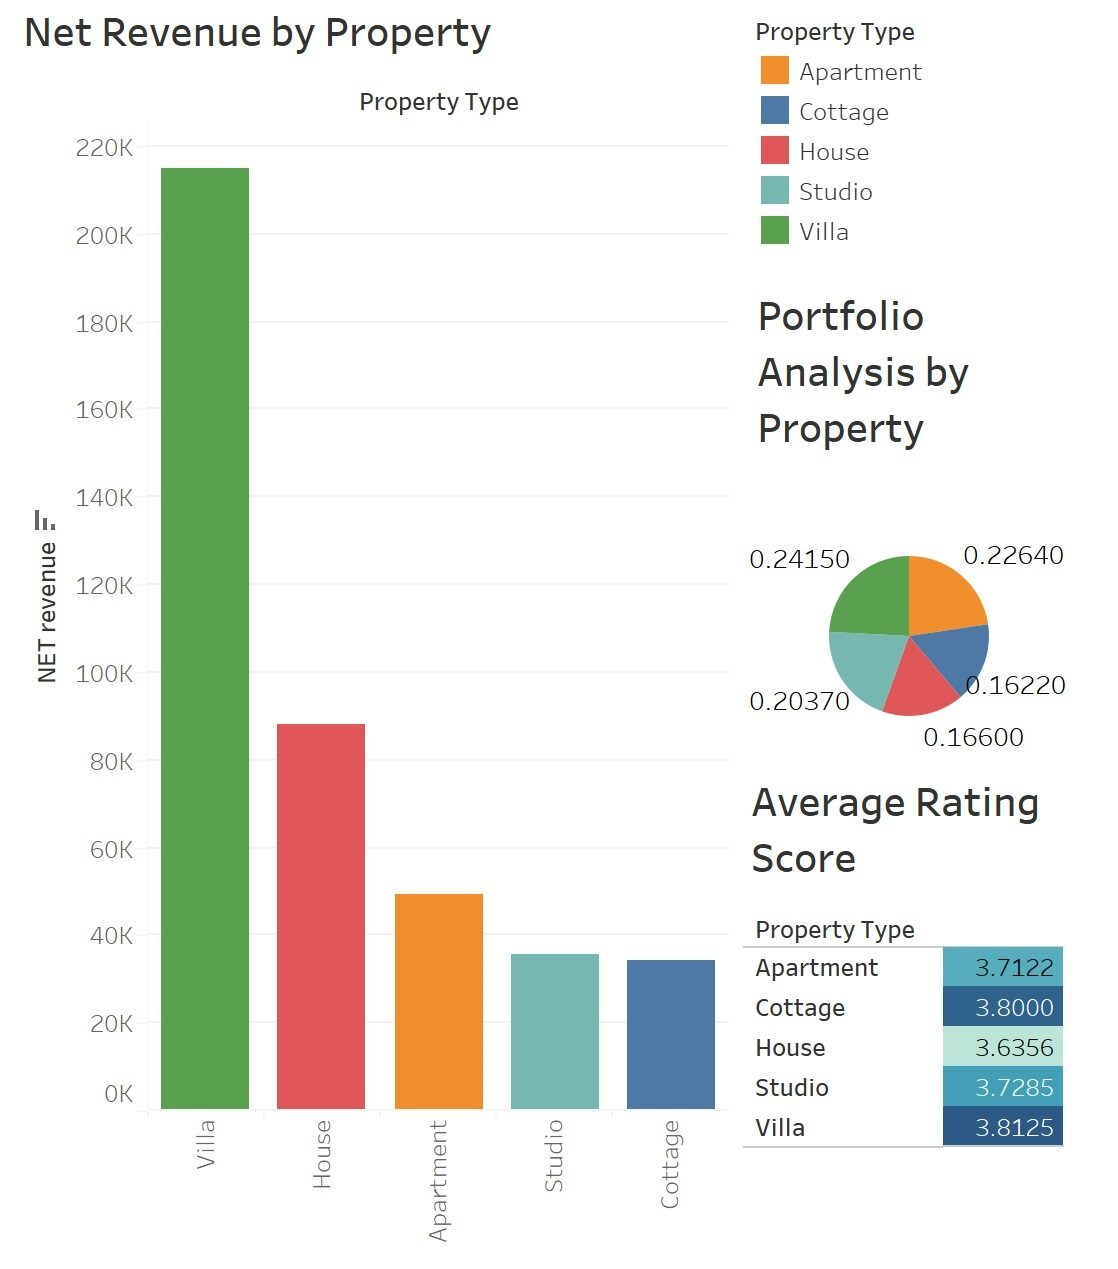 Net Revenue by Property
Property Type
220K
200K
180K
160K
140K
120K
100K
80K
60K
40K
20K
0K
NET revenue
Villa
House
Apartment
Studio
Cottage
Property Type
Apartment
Cottage
House
Studio
Villa
Portfolio
Analysis by
Property
0.24150
0.22640
0.16220
0.20370
0.16600
Average Rating
Score
Property Type
Apartment 3.7122
Cottage 3.8000
House 3.6356
Studio 3.7285
Villa 3.8125